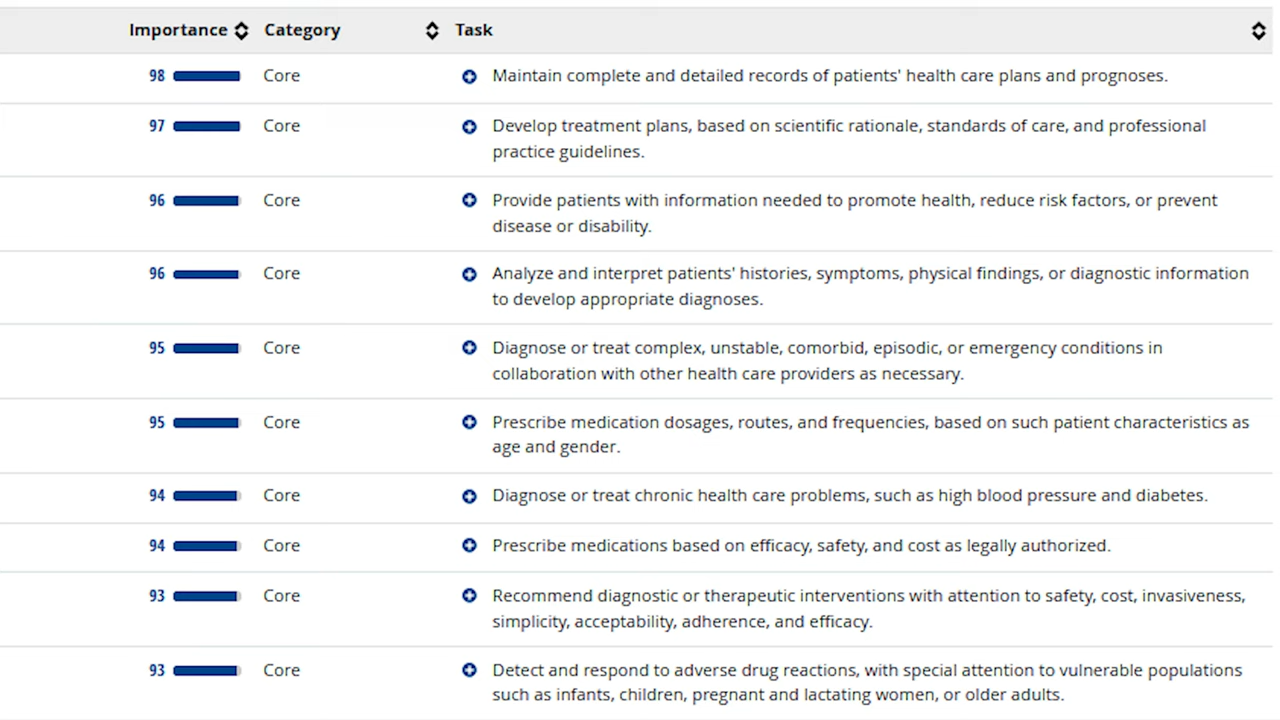 Importance Category Task
98 Core Maintain complete and detailed records of patients' health care plans and prognoses.
97 Core Develop treatment plans, based on scientific rationale, standards of care, and professional
practice guidelines.
96 Core Provide patients with information needed to promote health, reduce risk factors, or prevent
disease or disability.
96 Core Analyze and interpret patients' histories, symptoms, physical findings, or diagnostic information
to develop appropriate diagnoses.
95 Core Diagnose or treat complex, unstable, comorbid, episodic, or emergency conditions in
collaboration with other health care providers as necessary.
95 Core Prescribe medication dosages, routes, and frequencies, based on such patient characteristics as
age and gender.
94 Core Diagnose or treat chronic health care problems, such as high blood pressure and diabetes.
94 Core Prescribe medications based on efficacy, safety, and cost as legally authorized.
93 Core Recommend diagnostic or therapeutic interventions with attention to safety, cost, invasiveness,
simplicity, acceptability, adherence, and efficacy.
93 Core Detect and respond to adverse drug reactions, with special attention to vulnerable populations
such as infants, children, pregnant and lactating women, or older adults.